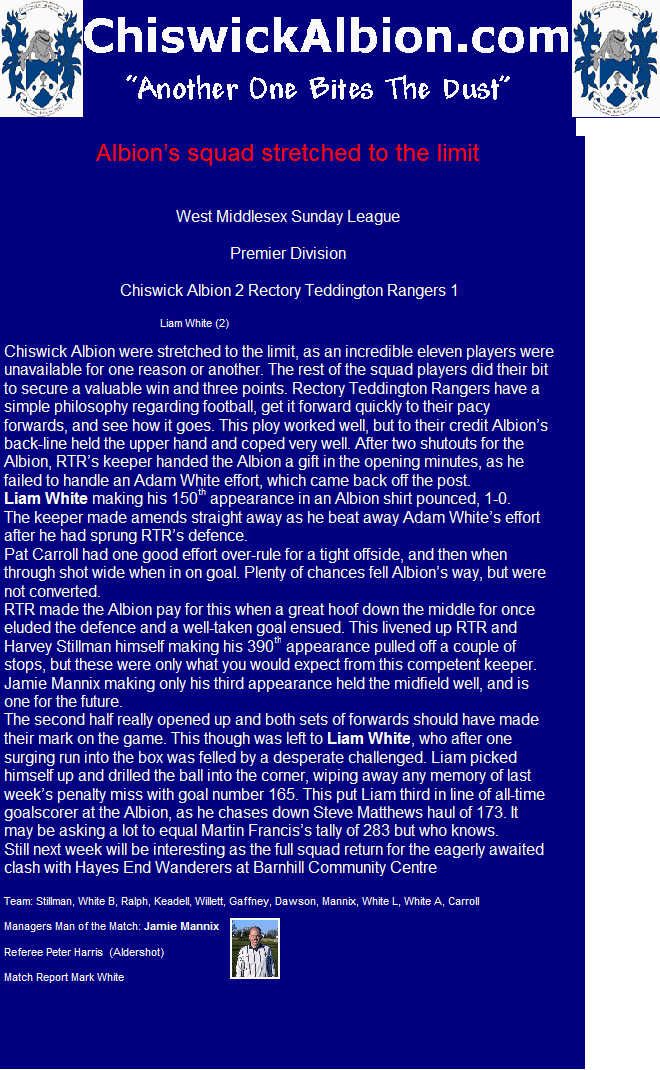 ChiswickAlbion.com
“Another One Bites The Dust”
Albion’s squad stretched to the limit
West Middlesex Sunday League
Premier Division
Chiswick Albion 2 Rectory Teddington Rangers 1
Liam White (2)
Chiswick Albion were stretched to the limit, as an incredible eleven players were
unavailable for one reason or another. The rest of the squad players did their bit
to secure a valuable win and three points. Rectory Teddington Rangers have a
simple philosophy regarding football, get it forward quickly to their pacy
forwards, and see how it goes. This ploy worked well, but to their credit Albion’s
back-line held the upper hand and coped very well. After two shutouts for the
Albion, RTR’s keeper handed the Albion a gift in the opening minutes, as he
failed to handle an Adam White effort, which came back off the post.
Liam White making his 150th appearance in an Albion shirt pounced, 1-0.
The keeper made amends straight away as he beat away Adam White’s effort
after he had sprung RTR’s defence.
Pat Carroll had one good effort over-rule for a tight offside, and then when
through shot wide when in on goal. Plenty of chances fell Albion’s way, but were
not converted.
RTR made the Albion pay for this when a great hoof down the middle for once
eluded the defence and a well-taken goal ensued. This livened up RTR and
Harvey Stillman himself making his 390th appearance pulled off a couple of
stops, but these were only what you would expect from this competent keeper.
Jamie Mannix making only his third appearance held the midfield well, and is
one for the future.
The second half really opened up and both sets of forwards should have made
their mark on the game. This though was left to Liam White, who after one
surging run into the box was felled by a desperate challenged. Liam picked
himself up and drilled the ball into the corner, wiping away any memory of last
week’s penalty miss with goal number 165. This put Liam third in line of all-time
goalscorer at the Albion, as he chases down Steve Matthews haul of 173. It
may be asking a lot to equal Martin Francis’s tally of 283 but who knows.
Still next week will be interesting as the full squad return for the eagerly awaited
clash with Hayes End Wanderers at Barnhill Community Centre
Team: Stillman, White B, Ralph, Keadell, Willett, Gaffney, Dawson, Mannix, White L, White A, Carroll
Managers Man of the Match: Jamie Mannix
Referee Peter Harris (Aldershot)
Match Report Mark White